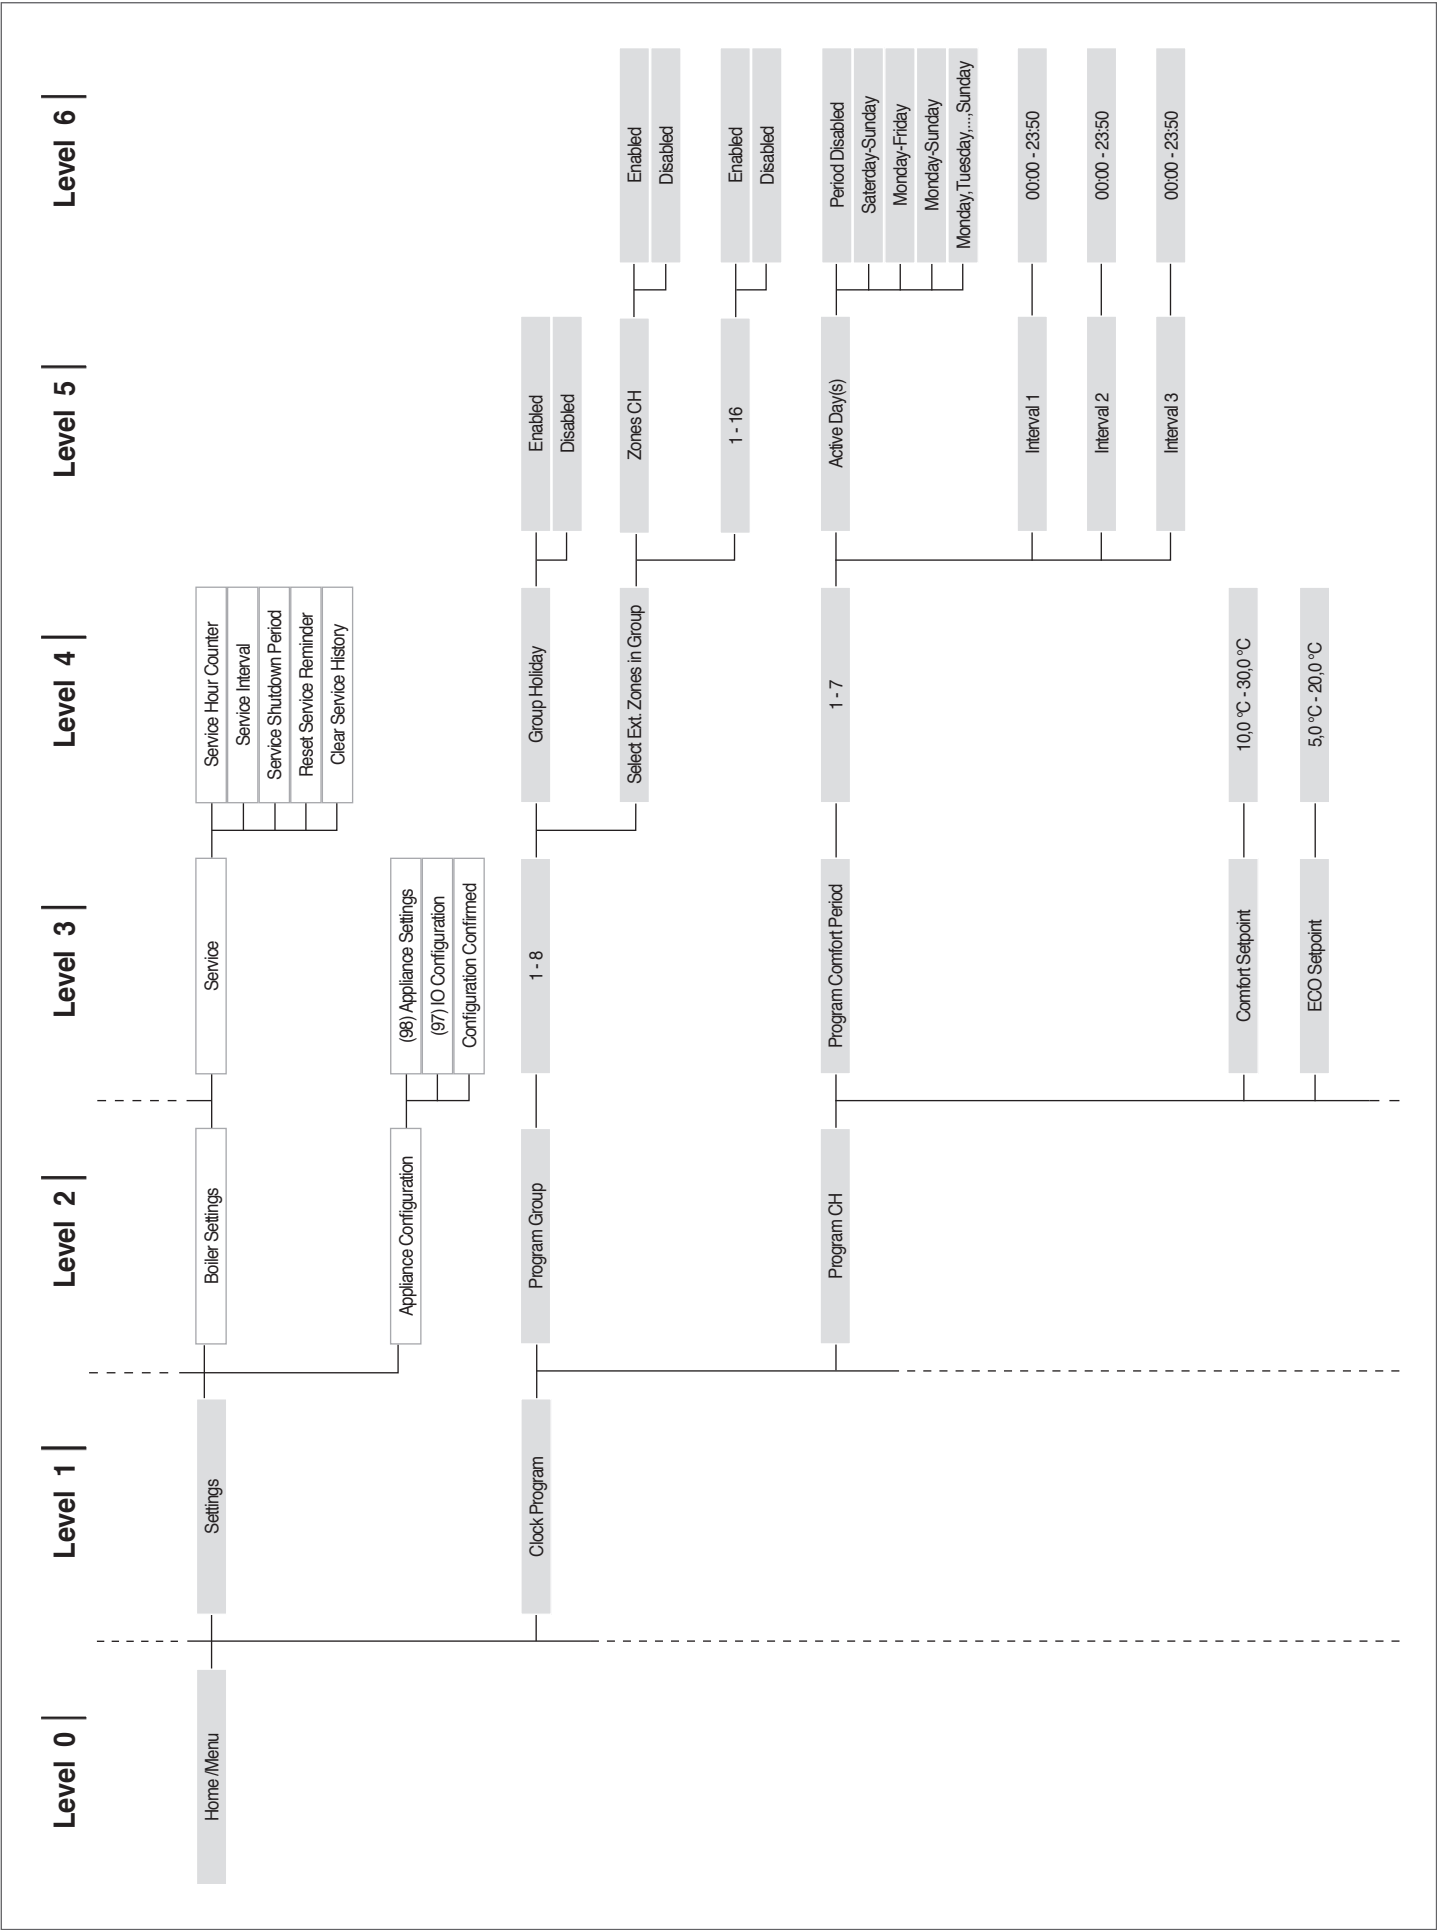 Level 0
Level 1
Level 2
Level 3
Level 4
Level 5
Level 6
Home /Menu
Settings
Boiler Settings
Service
Service Hour Counter
Service Interval
Service Shutdown Period
Reset Service Reminder
Clear Service History
Appliance Configuration
(98) Appliance Settings
(97) IO Configuration
Configuration Confirmed
Clock Program
Program Group
1 - 8
Group Holiday
Enabled
Disabled
Select Ext. Zones in Group
Zones CH
Enabled
Disabled
1 - 16
Enabled
Disabled
Program CH
Program Comfort Period
1 - 7
Active Day(s)
Period Disabled
Saterday-Sunday
Monday-Friday
Monday-Sunday
Monday,Tuesday,...,Sunday
Interval 1
00:00 - 23:50
Interval 2
00:00 - 23:50
Interval 3
00:00 - 23:50
Comfort Setpoint
10,0 °C - 30,0 °C
ECO Setpoint
5,0 °C - 20,0 °C